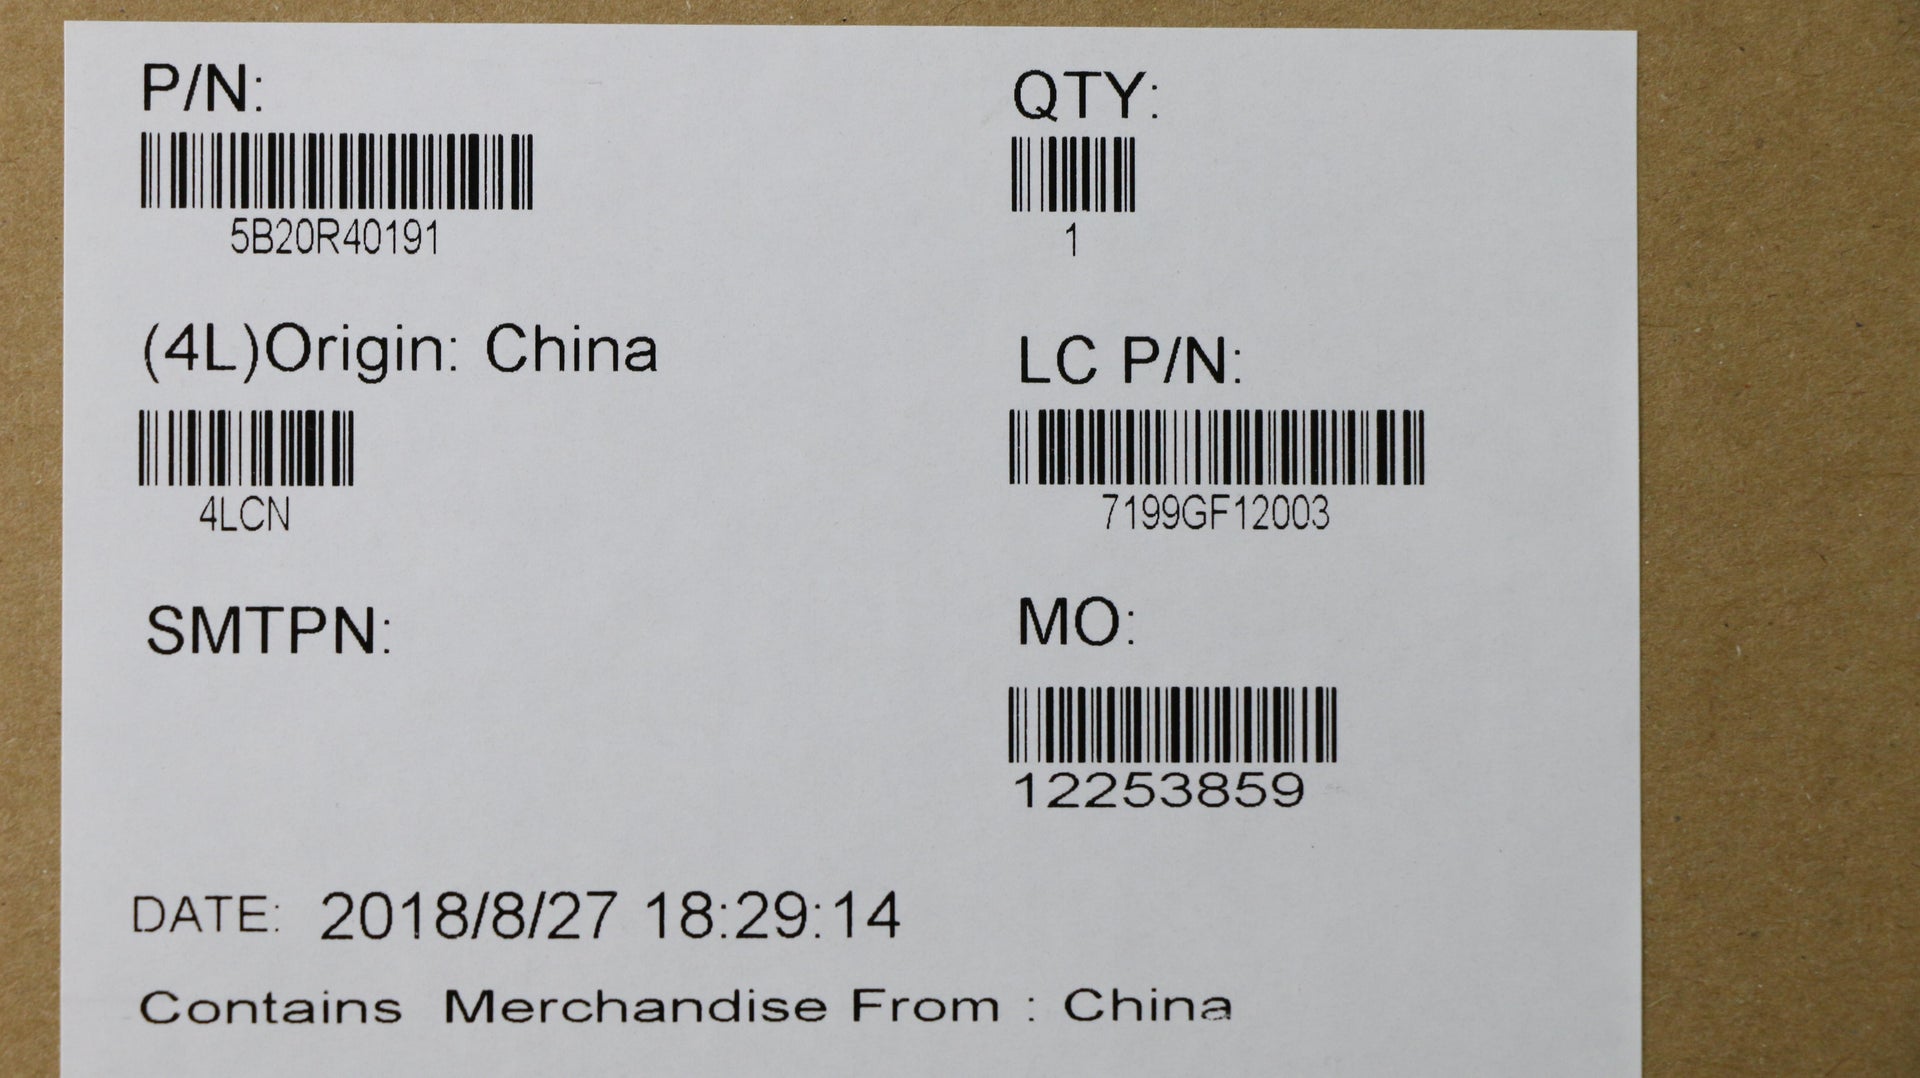 P/N:
5B20R40191
QTY:
1
(4L)Origin: China
4LCN
LC P/N:
7199GF12003
SMTPN:
MO:
12253859
DATE: 2018/8/27 18:29:14
Contains Merchandise From : China